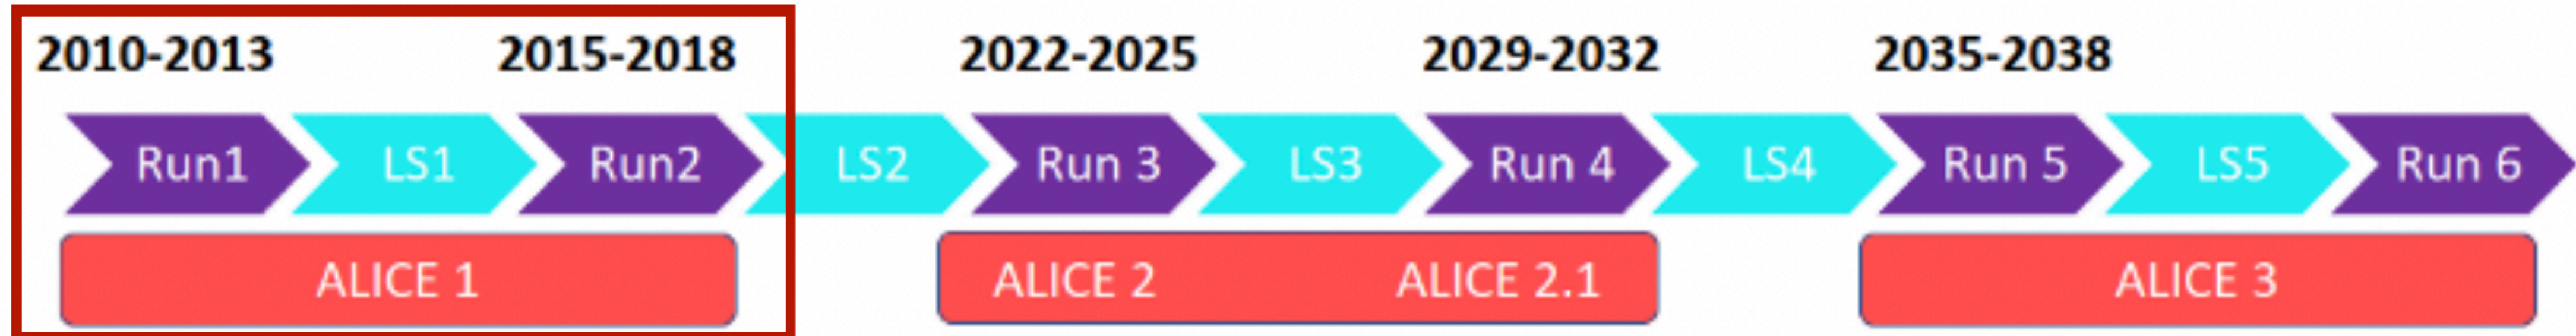 2010-2013 2015-2018 2022-2025 2029-2032 2035-2038
Run1 LS1 Run2 LS2 Run 3 LS3 Run 4 LS4 Run 5 LS5 Run 6
ALICE 1 ALICE 2 ALICE 2.1 ALICE 3